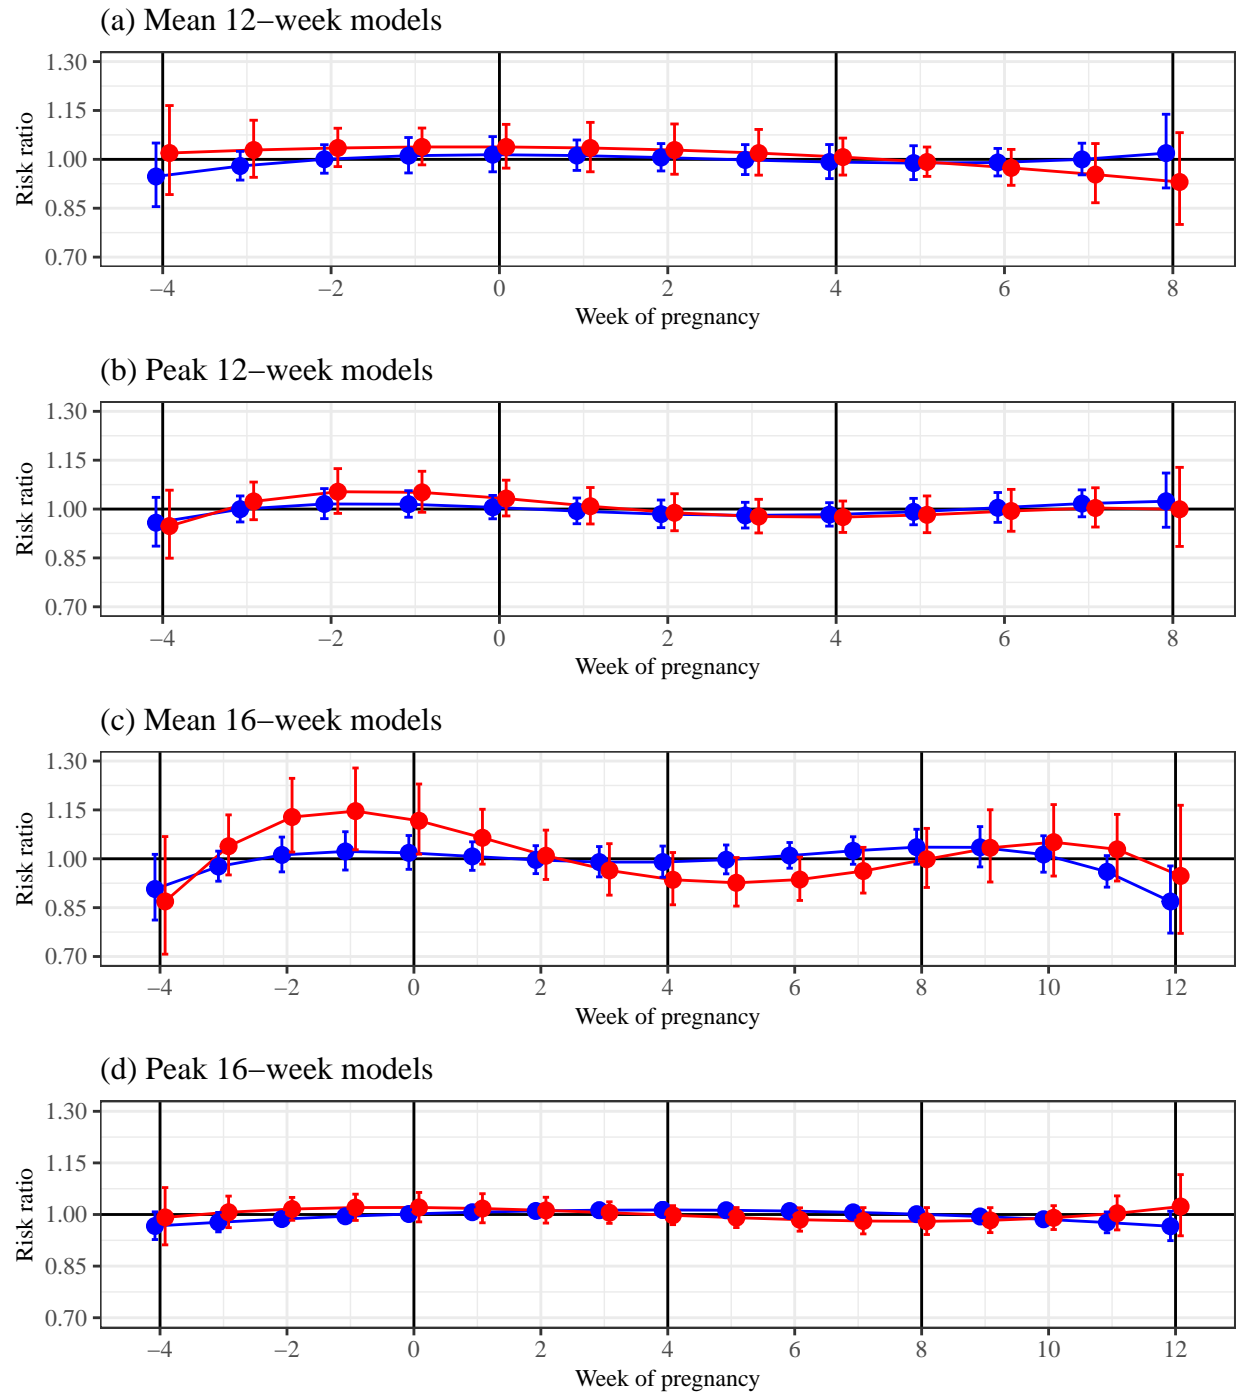 (a) Mean 12−week models
1.30
1.15
1.00
0.85
0.70
Risk ratio
−4 −2 0 2 4 6 8
Week of pregnancy
(b) Peak 12−week models
1.30
1.15
1.00
0.85
0.70
Risk ratio
−4 −2 0 2 4 6 8
Week of pregnancy
(c) Mean 16−week models
1.30
1.15
1.00
0.85
0.70
Risk ratio
−4 −2 0 2 4 6 8 10 12
Week of pregnancy
(d) Peak 16−week models
1.30
1.15
1.00
0.85
0.70
Risk ratio
−4 −2 0 2 4 6 8 10 12
Week of pregnancy